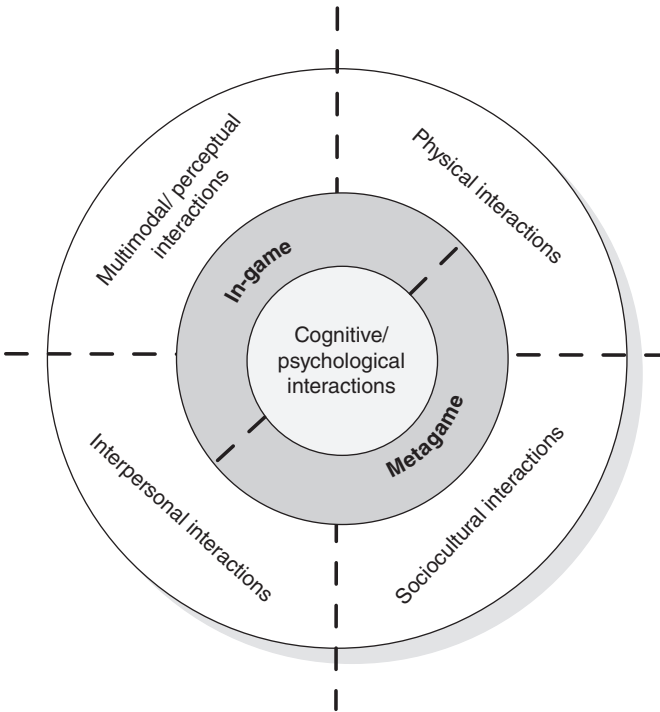 Multimodal/ perceptual
interactions
Physical interactions
In-game
Cognitive/
psychological
interactions
Metagame
Interpersonal interactions
Sociocultural interactions